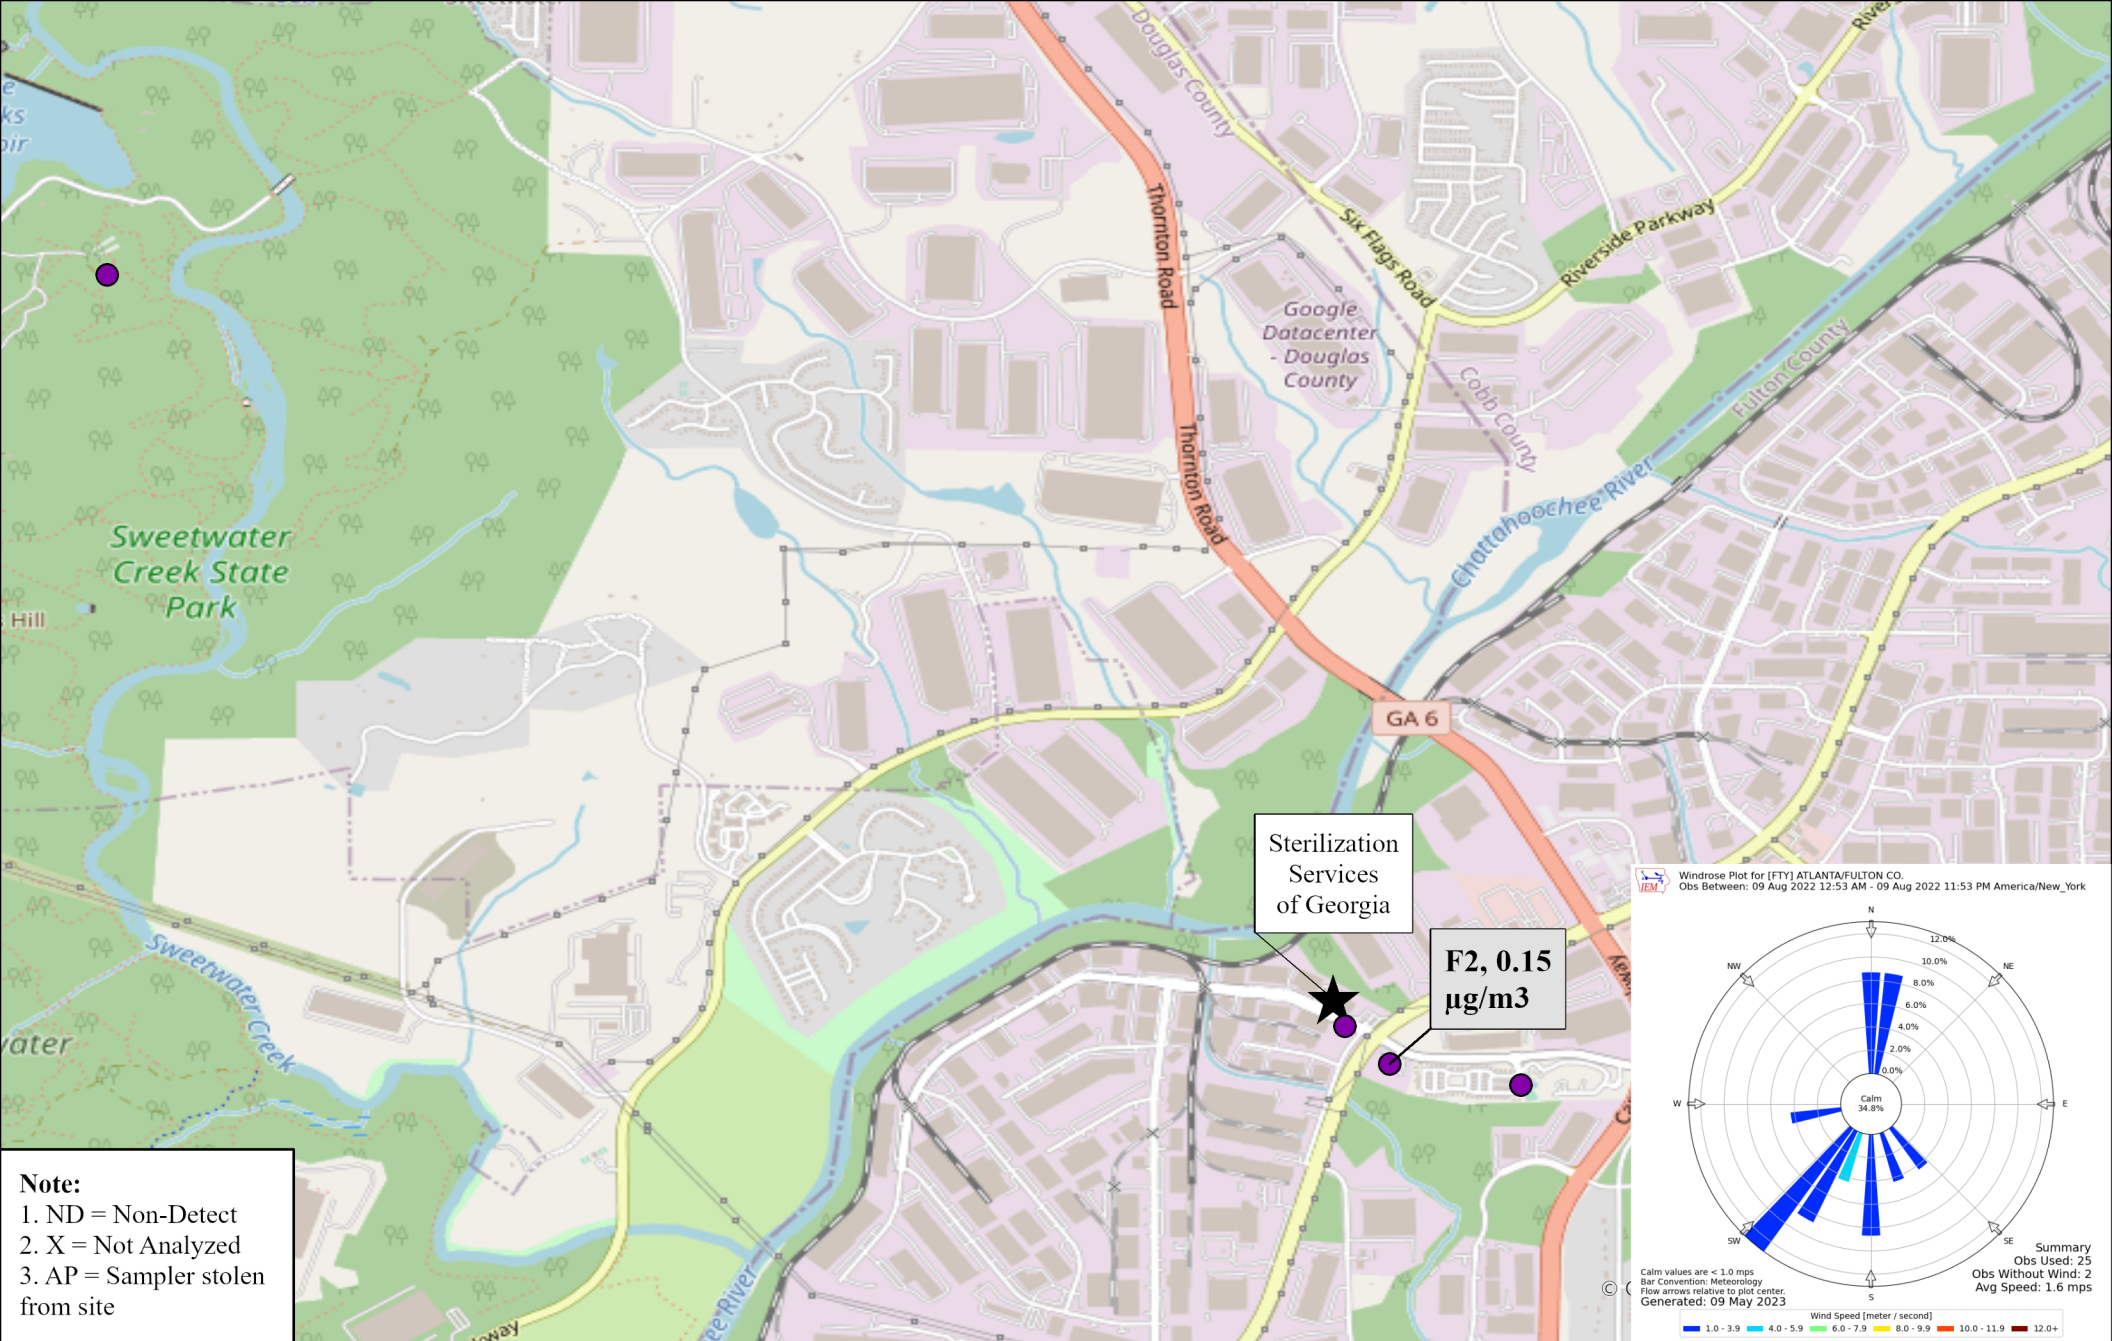 Sweetwater
ks
oir
Douglas County
River
Thornton Road
Six Flags Road
Riverside Parkway
Google
Datacenter
- Douglas
County
Cobb County
Fulton County
Thornton Road
Chattahoochee River
Sweetwater
Creek State
Park
Hill
GA 6
Sterilization
Services
of Georgia
F2, 0.15
µg/m3
Sweetwater Creek
vater
way
ee River
kway
Note:
1. ND = Non-Detect
2. X = Not Analyzed
3. AP = Sampler stolen
from site
IEM
Windrose Plot for [FTY] ATLANTA/FULTON CO.
Obs Between: 09 Aug 2022 12:53 AM - 09 Aug 2022 11:53 PM America/New_York
N
12.0%
10.0%
NW
NE
8.0%
6.0%
4.0%
2.0%
0.0%
Calm
34.8%
W
E
SW
SE
S
Summary
Obs Used: 25
Obs Without Wind: 2
Avg Speed: 1.6 mps
Calm values are < 1.0 mps
Bar Convention: Meteorology
Flow arrows relative to plot center.
Generated: 09 May 2023
Wind Speed [meter / second]
1.0 - 3.9 4.0 - 5.9 6.0 - 7.9 8.0 - 9.9 10.0 - 11.9 12.0+
©